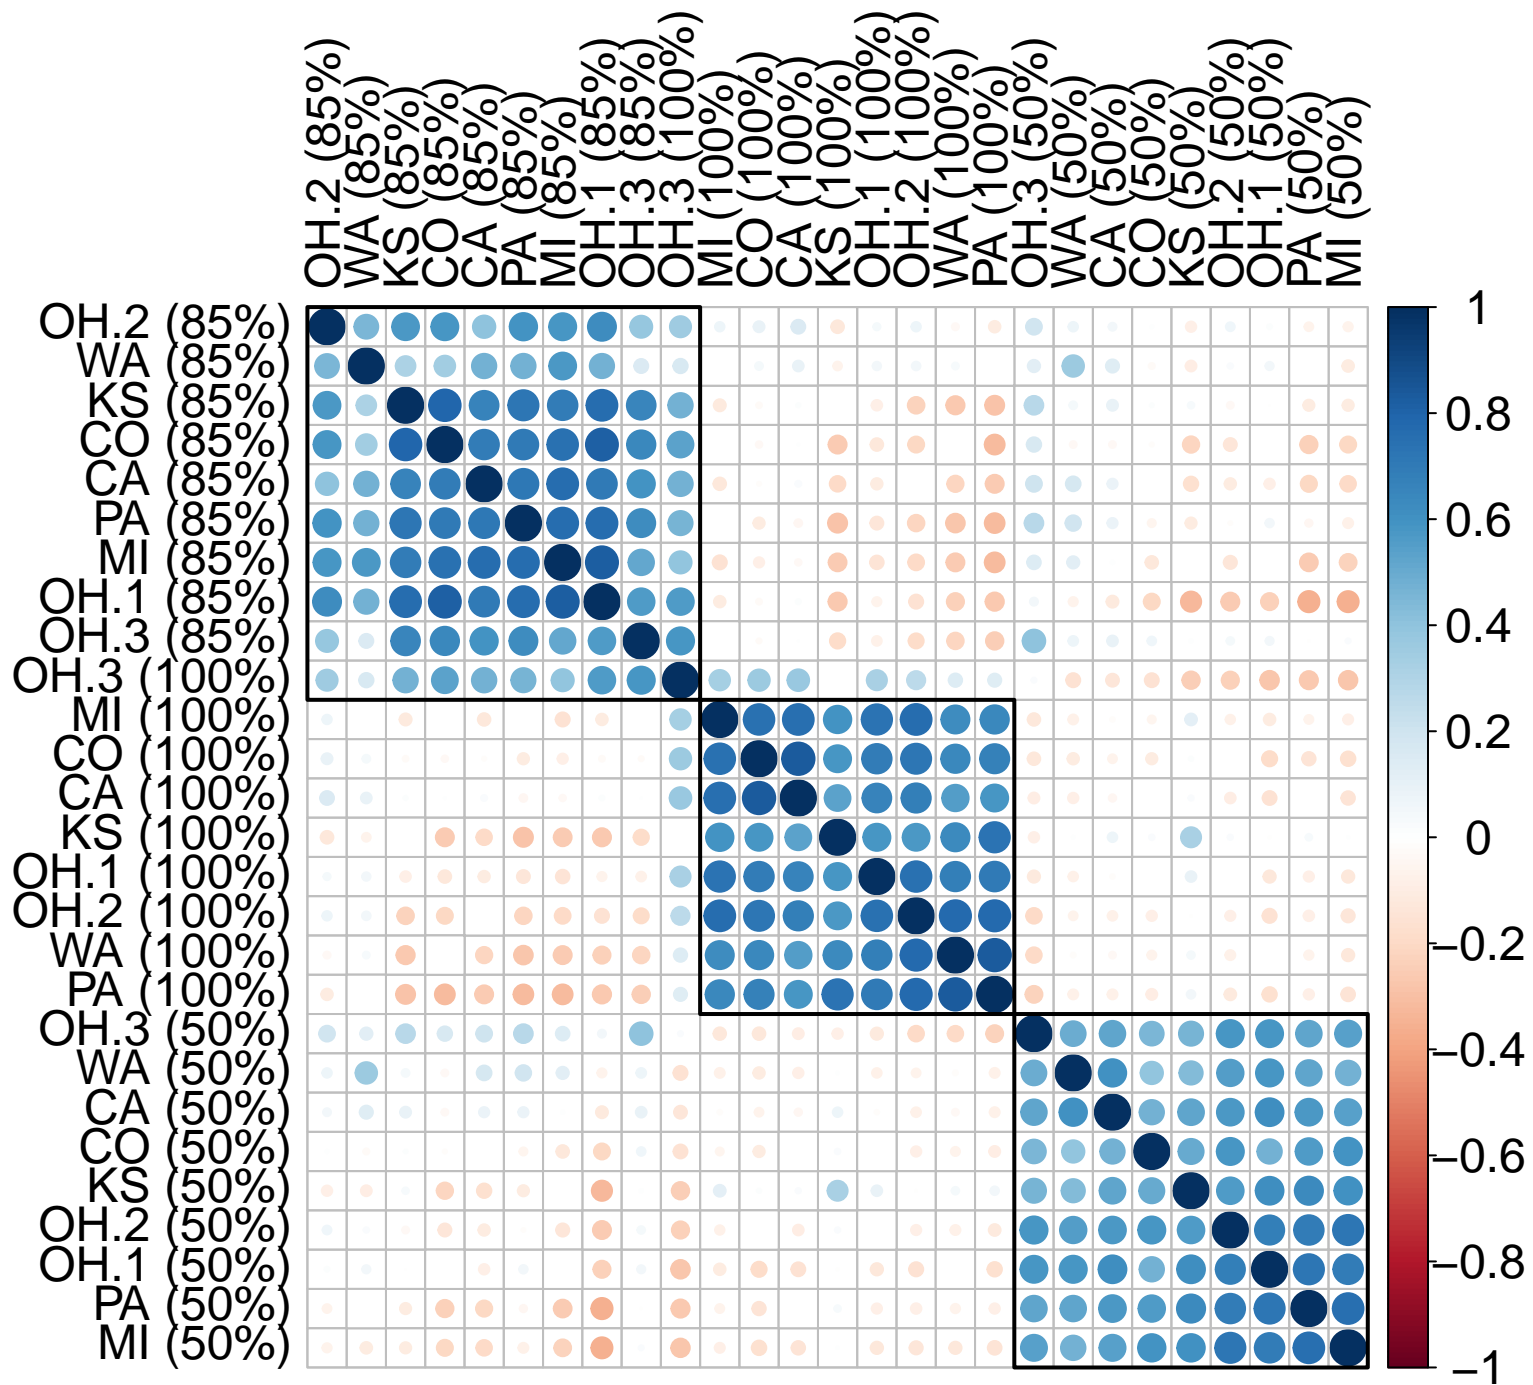 OH.2 (85%)
WA (85%)
KS (85%)
CO (85%)
CA (85%)
PA (85%)
MI (85%)
OH.1 (85%)
OH.3 (85%)
OH.3 (100%)
MI (100%)
CO (100%)
CA (100%)
KS (100%)
OH.1 (100%)
OH.2 (100%)
WA (100%)
PA (100%)
OH.3 (50%)
WA (50%)
CA (50%)
CO (50%)
KS (50%)
OH.2 (50%)
OH.1 (50%)
PA (50%)
MI (50%)
OH.2 (85%)
WA (85%)
KS (85%)
CO (85%)
CA (85%)
PA (85%)
MI (85%)
OH.1 (85%)
OH.3 (85%)
OH.3 (100%)
MI (100%)
CO (100%)
CA (100%)
KS (100%)
OH.1 (100%)
OH.2 (100%)
WA (100%)
PA (100%)
OH.3 (50%)
WA (50%)
CA (50%)
CO (50%)
KS (50%)
OH.2 (50%)
OH.1 (50%)
PA (50%)
MI (50%)
1
0.8
0.6
0.4
0.2
0
−0.2
−0.4
−0.6
−0.8
−1